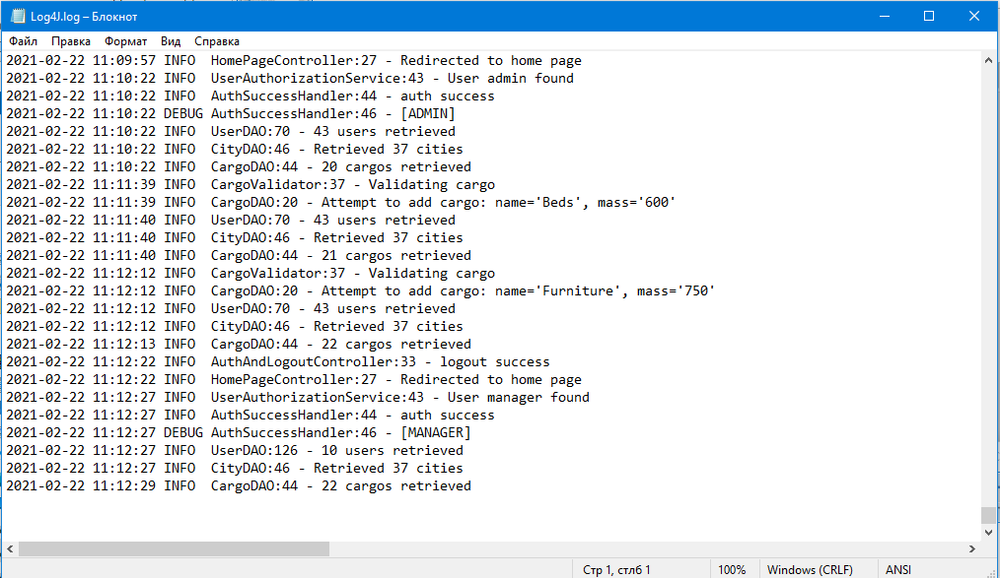 Log4J.log – Блокнот
Файл Правка Формат Вид Справка
2021-02-22 11:09:57 INFO  HomePageController:27 - Redirected to home page
2021-02-22 11:10:22 INFO  UserAuthorizationService:43 - User admin found
2021-02-22 11:10:22 INFO  AuthSuccessHandler:44 - auth success
2021-02-22 11:10:22 DEBUG AuthSuccessHandler:46 - [ADMIN]
2021-02-22 11:10:22 INFO  UserDAO:70 - 43 users retrieved
2021-02-22 11:10:22 INFO  CityDAO:46 - Retrieved 37 cities
2021-02-22 11:10:22 INFO  CargoDAO:44 - 20 cargos retrieved
2021-02-22 11:11:39 INFO  CargoValidator:37 - Validating cargo
2021-02-22 11:11:39 INFO  CargoDAO:20 - Attempt to add cargo: name='Beds', mass='600'
2021-02-22 11:11:40 INFO  UserDAO:70 - 43 users retrieved
2021-02-22 11:11:40 INFO  CityDAO:46 - Retrieved 37 cities
2021-02-22 11:11:40 INFO  CargoDAO:44 - 21 cargos retrieved
2021-02-22 11:12:12 INFO  CargoValidator:37 - Validating cargo
2021-02-22 11:12:12 INFO  CargoDAO:20 - Attempt to add cargo: name='Furniture', mass='750'
2021-02-22 11:12:12 INFO  UserDAO:70 - 43 users retrieved
2021-02-22 11:12:12 INFO  CityDAO:46 - Retrieved 37 cities
2021-02-22 11:12:13 INFO  CargoDAO:44 - 22 cargos retrieved
2021-02-22 11:12:22 INFO  AuthAndLogoutController:33 - logout success
2021-02-22 11:12:22 INFO  HomePageController:27 - Redirected to home page
2021-02-22 11:12:27 INFO  UserAuthorizationService:43 - User manager found
2021-02-22 11:12:27 INFO  AuthSuccessHandler:44 - auth success
2021-02-22 11:12:27 DEBUG AuthSuccessHandler:46 - [MANAGER]
2021-02-22 11:12:27 INFO  UserDAO:126 - 10 users retrieved
2021-02-22 11:12:27 INFO  CityDAO:46 - Retrieved 37 cities
2021-02-22 11:12:29 INFO  CargoDAO:44 - 22 cargos retrieved
Стр 1, стлб 1 100% Windows (CRLF) ANSI